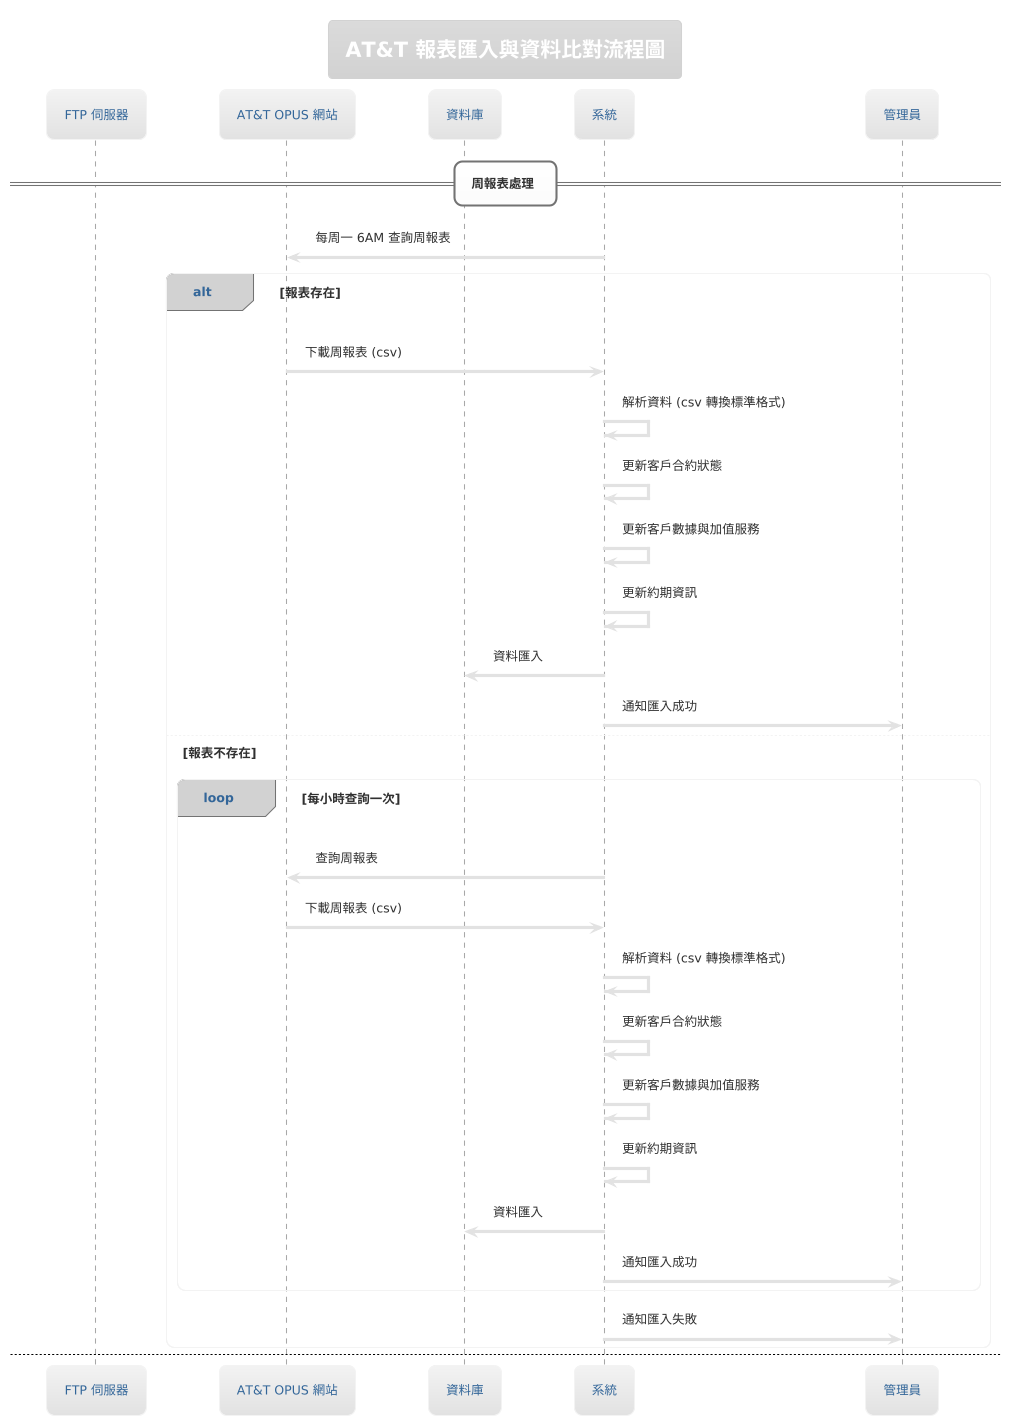 AT&T 報表匯入與資料比對流程圖
FTP 伺服器
AT&T OPUS 網站
資料庫
系統
管理員
周報表處理
每周一 6AM 查詢周報表
alt
[報表存在]
下載周報表 (csv)
解析資料 (csv 轉換標準格式)
更新客戶合約狀態
更新客戶數據與加值服務
更新約期資訊
資料匯入
通知匯入成功
[報表不存在]
loop
[每小時查詢一次]
查詢周報表
下載周報表 (csv)
解析資料 (csv 轉換標準格式)
更新客戶合約狀態
更新客戶數據與加值服務
更新約期資訊
資料匯入
通知匯入成功
通知匯入失敗
FTP 伺服器
AT&T OPUS 網站
資料庫
系統
管理員